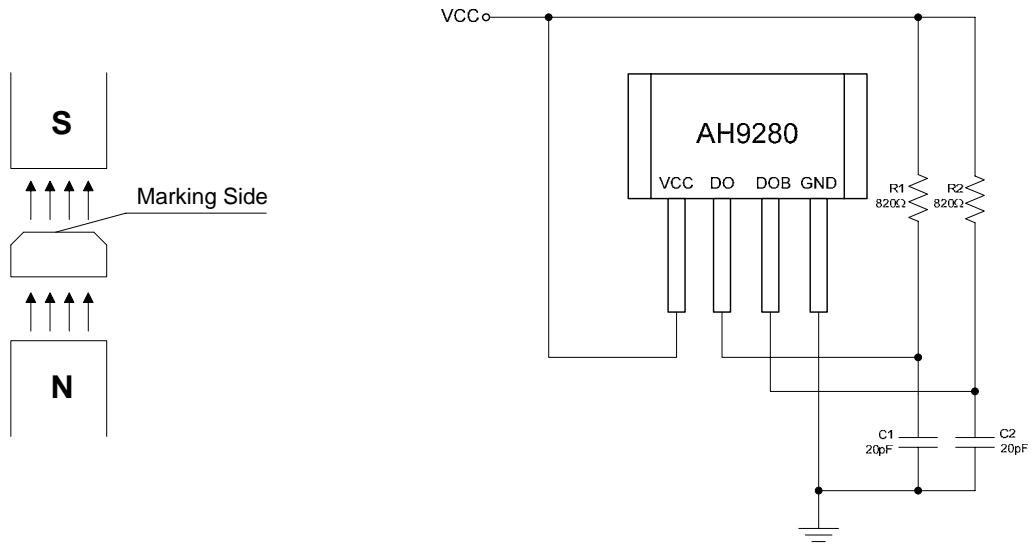 S
Marking Side
N
VCC
AH9280
VCC DO DOB GND
R1
820Ω
R2
820Ω
C1
20pF
C2
20pF